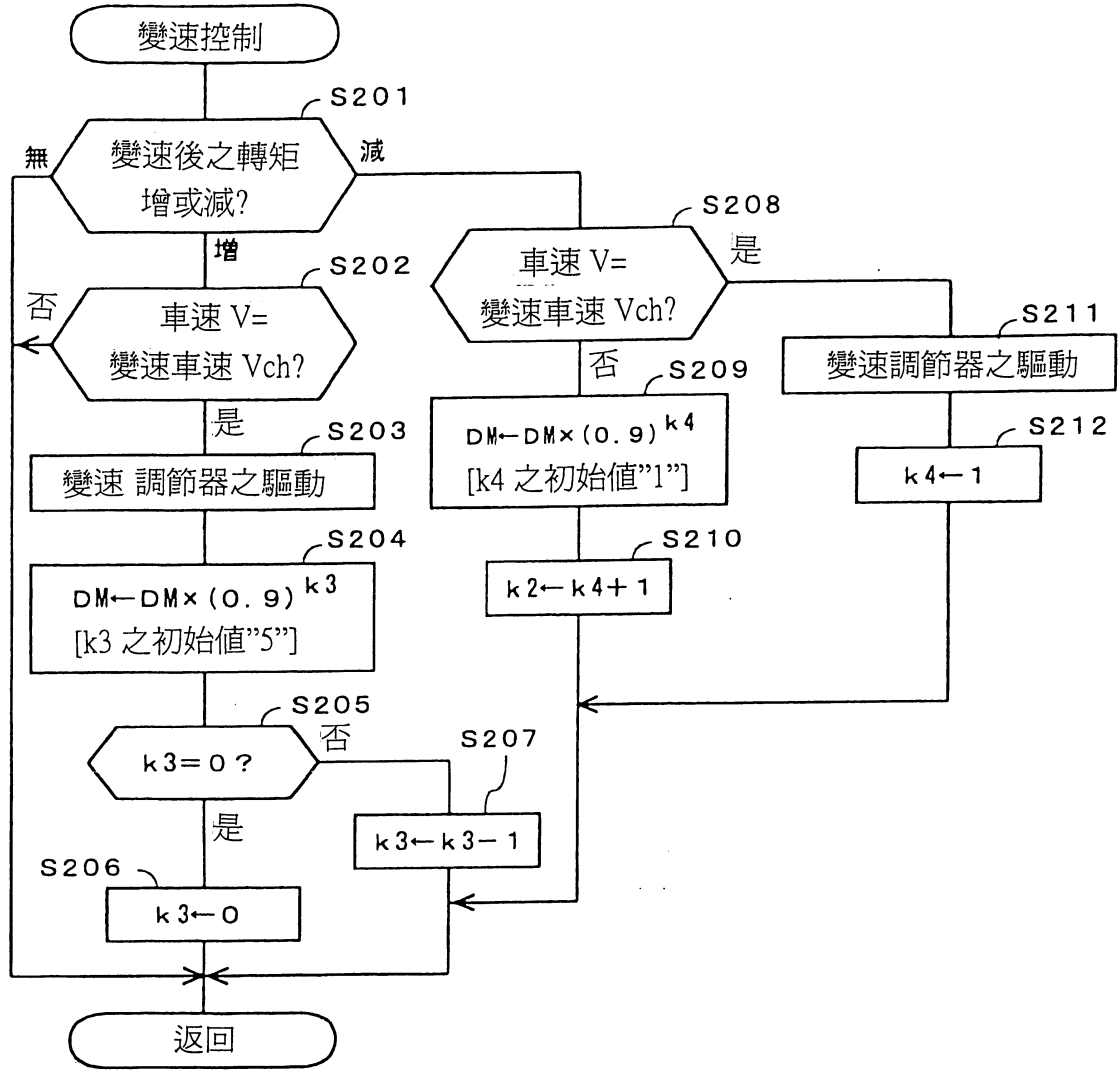 變速控制
S201
變速後之轉矩
增或減?
無
減
增
S202
車速 V=
變速車速 Vch?
否
是
S203
變速 調節器之驅動
S204
DM←DM×(0.9)^k3
[k3 之初始值”5”]
S205
k3=0?
否
是
S206
k3←0
S207
k3←k3−1
S208
車速 V=
變速車速 Vch?
是
否
S209
DM←DM×(0.9)^k4
[k4 之初始值”1”]
S210
k2←k4+1
S211
變速調節器之驅動
S212
k4←1
返回